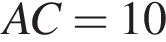 AC = 10